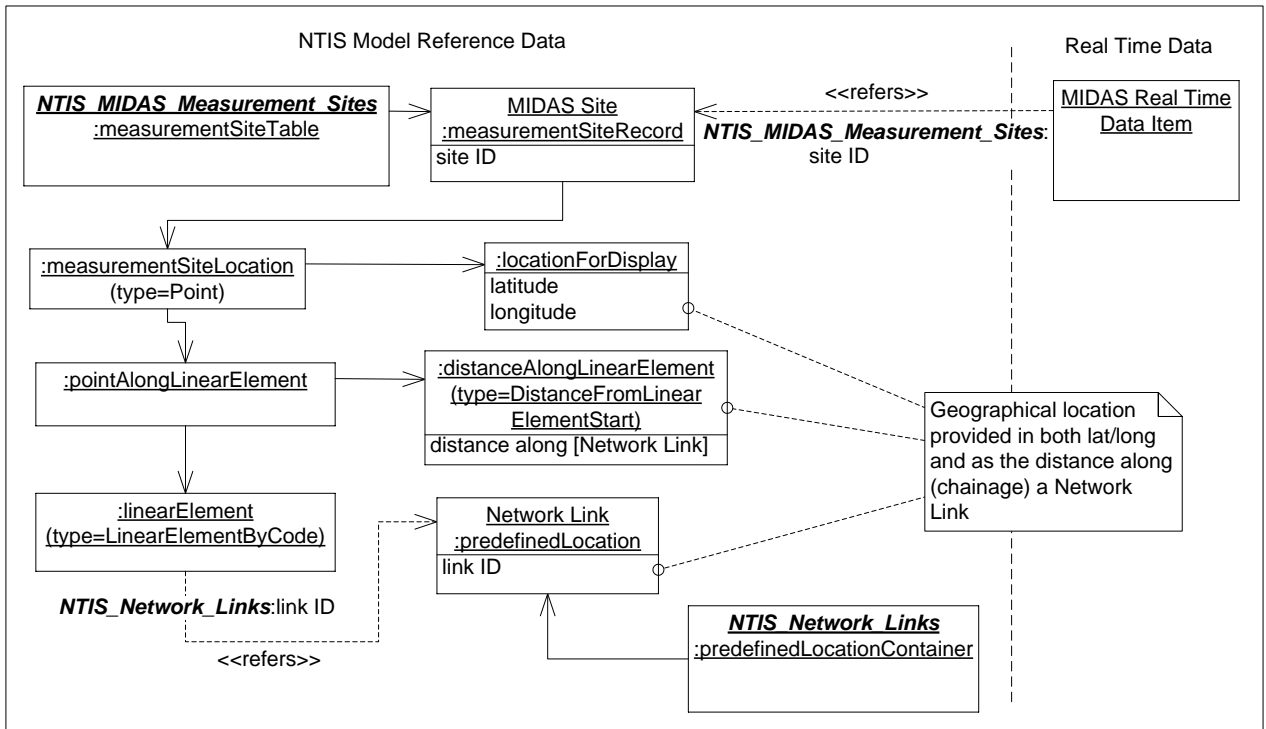 NTIS Model Reference Data
Real Time Data
NTIS_MIDAS_Measurement_Sites
:measurementSiteTable
MIDAS Site
:measurementSiteRecord
site ID
<<refers>>
NTIS_MIDAS_Measurement_Sites:
site ID
MIDAS Real Time
Data Item
:measurementSiteLocation
(type=Point)
:locationForDisplay
latitude
longitude
:pointAlongLinearElement
:distanceAlongLinearElement
(type=DistanceFromLinear
ElementStart)
distance along [Network Link]
Geographical location
provided in both lat/long
and as the distance along
(chainage) a Network
Link
:linearElement
(type=LinearElementByCode)
Network Link
:predefinedLocation
link ID
NTIS_Network_Links:link ID
<<refers>>
NTIS_Network_Links
:predefinedLocationContainer